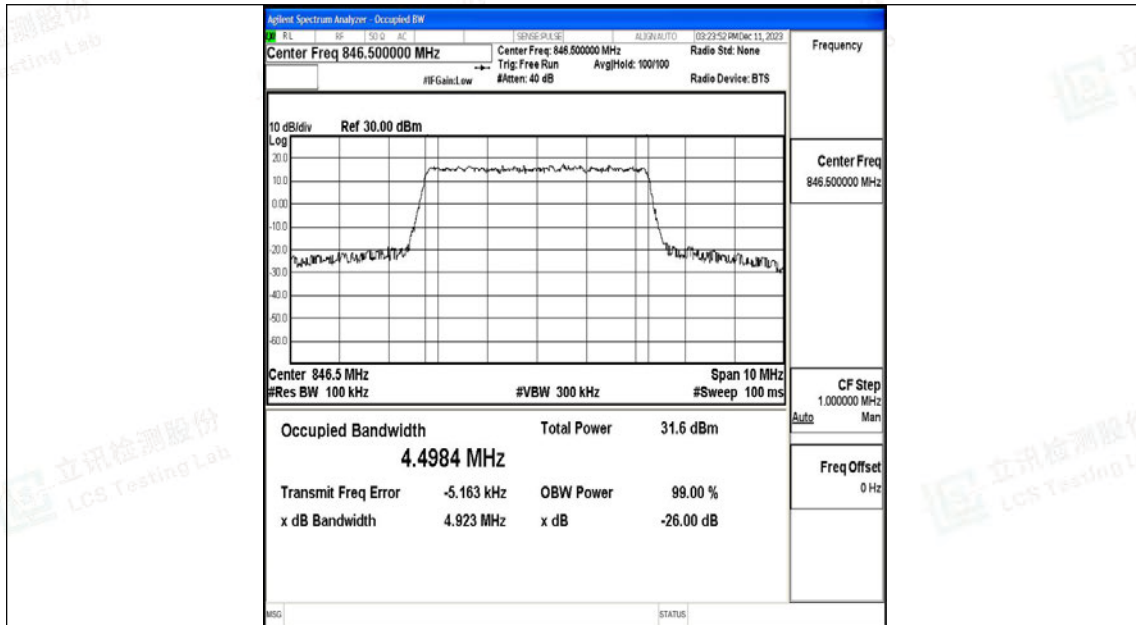 Agilent Spectrum Analyzer - Occupied BW
RL RF 50 Ω AC SENSE:PULSE ALIGNAUTO 03:23:52 PM Dec 11, 2023
Center Freq 846.500000 MHz
Center Freq: 846.500000 MHz
Radio Std: None
Trig: Free Run Avg|Hold: 100/100
#IFGain:Low
#Atten: 40 dB
Radio Device: BTS
10 dB/div Ref 30.00 dBm
Log
20.0
10.0
0.00
-10.0
-20.0
-30.0
-40.0
-50.0
-60.0
Center 846.5 MHz
Span 10 MHz
#Res BW 100 kHz
#VBW 300 kHz
#Sweep 100 ms
Occupied Bandwidth
Total Power 31.6 dBm
4.4984 MHz
Transmit Freq Error -5.163 kHz OBW Power 99.00 %
x dB Bandwidth 4.923 MHz x dB -26.00 dB
MSG
STATUS
Frequency
Center Freq
846.500000 MHz
CF Step
1.000000 MHz
Auto Man
Freq Offset
0 Hz
立讯检测股份
LCS Testing Lab
立讯检测股份
LCS Testing